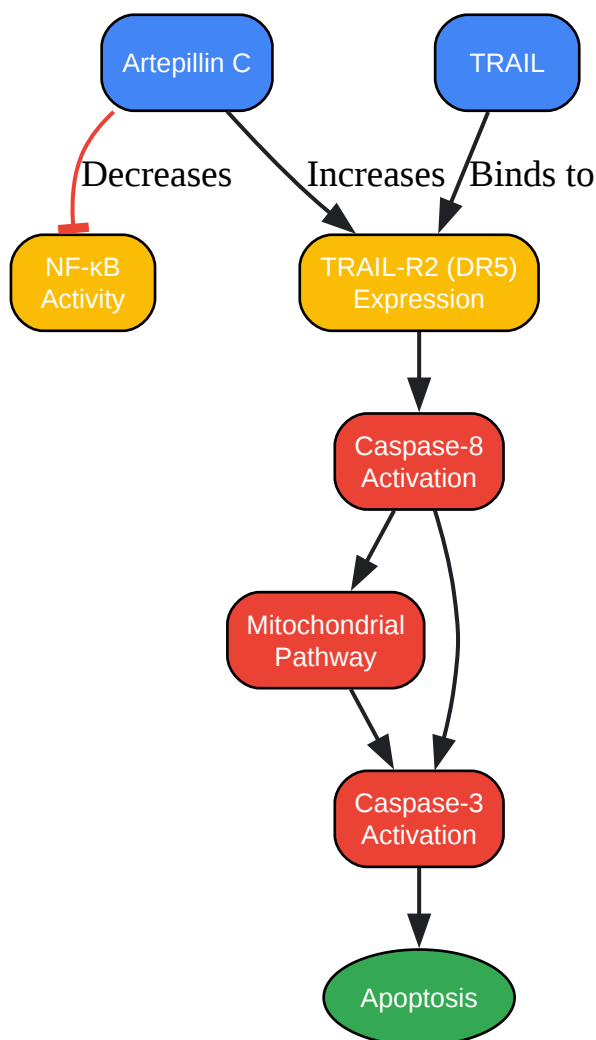 Artepillin C
TRAIL
Decreases
Increases
Binds to
NF-κB
Activity
TRAIL-R2 (DR5)
Expression
Caspase-8
Activation
Mitochondrial
Pathway
Caspase-3
Activation
Apoptosis